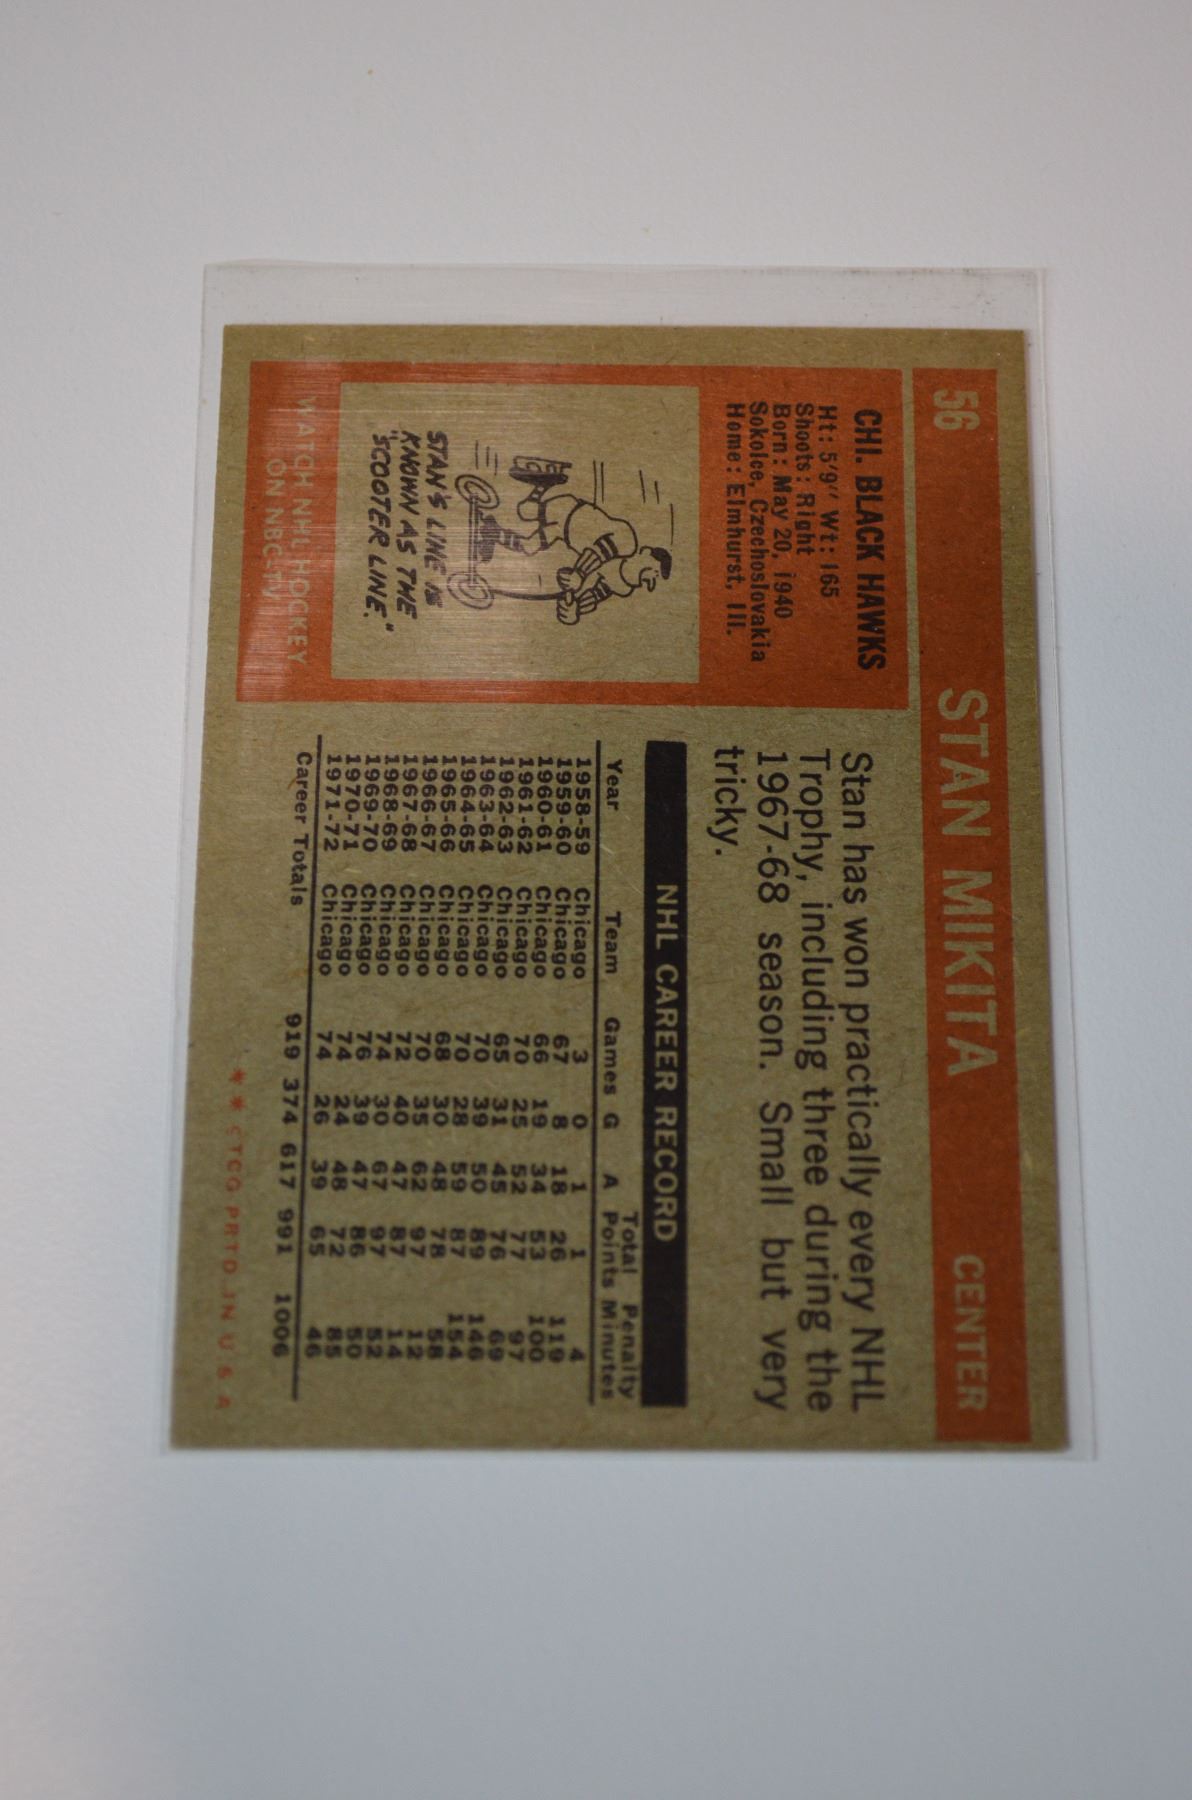 56 STAN MIKITA CENTER
CHI. BLACK HAWKS
Ht: 5'9" Wt: 165
Shoots: Right
Born: May 20, 1940
Sokolce, Czechoslovakia
Home: Elmhurst, Ill.
STAN'S LINE IS
KNOWN AS THE
"SCOOTER LINE."
WATCH NHL HOCKEY
ON NBC-TV
Stan has won practically every NHL
Trophy, including three during the
1967-68 season. Small but very
tricky.
NHL CAREER RECORD
Total Penalty
Year Team Games G A Points Minutes
1958-59 Chicago 3 0 1 1 4
1959-60 Chicago 67 8 18 26 119
1960-61 Chicago 66 19 34 53 100
1961-62 Chicago 70 25 52 77 97
1962-63 Chicago 65 31 45 76 69
1963-64 Chicago 70 39 50 89 146
1964-65 Chicago 70 28 59 87 154
1965-66 Chicago 68 30 48 78 58
1966-67 Chicago 70 35 62 97 12
1967-68 Chicago 72 40 47 87 14
1968-69 Chicago 74 30 67 97 52
1969-70 Chicago 76 39 47 86 50
1970-71 Chicago 74 24 48 72 85
1971-72 Chicago 74 26 39 65 46
Career Totals 919 374 617 991 1006
** ©TCG PRTD. IN U.S.A.